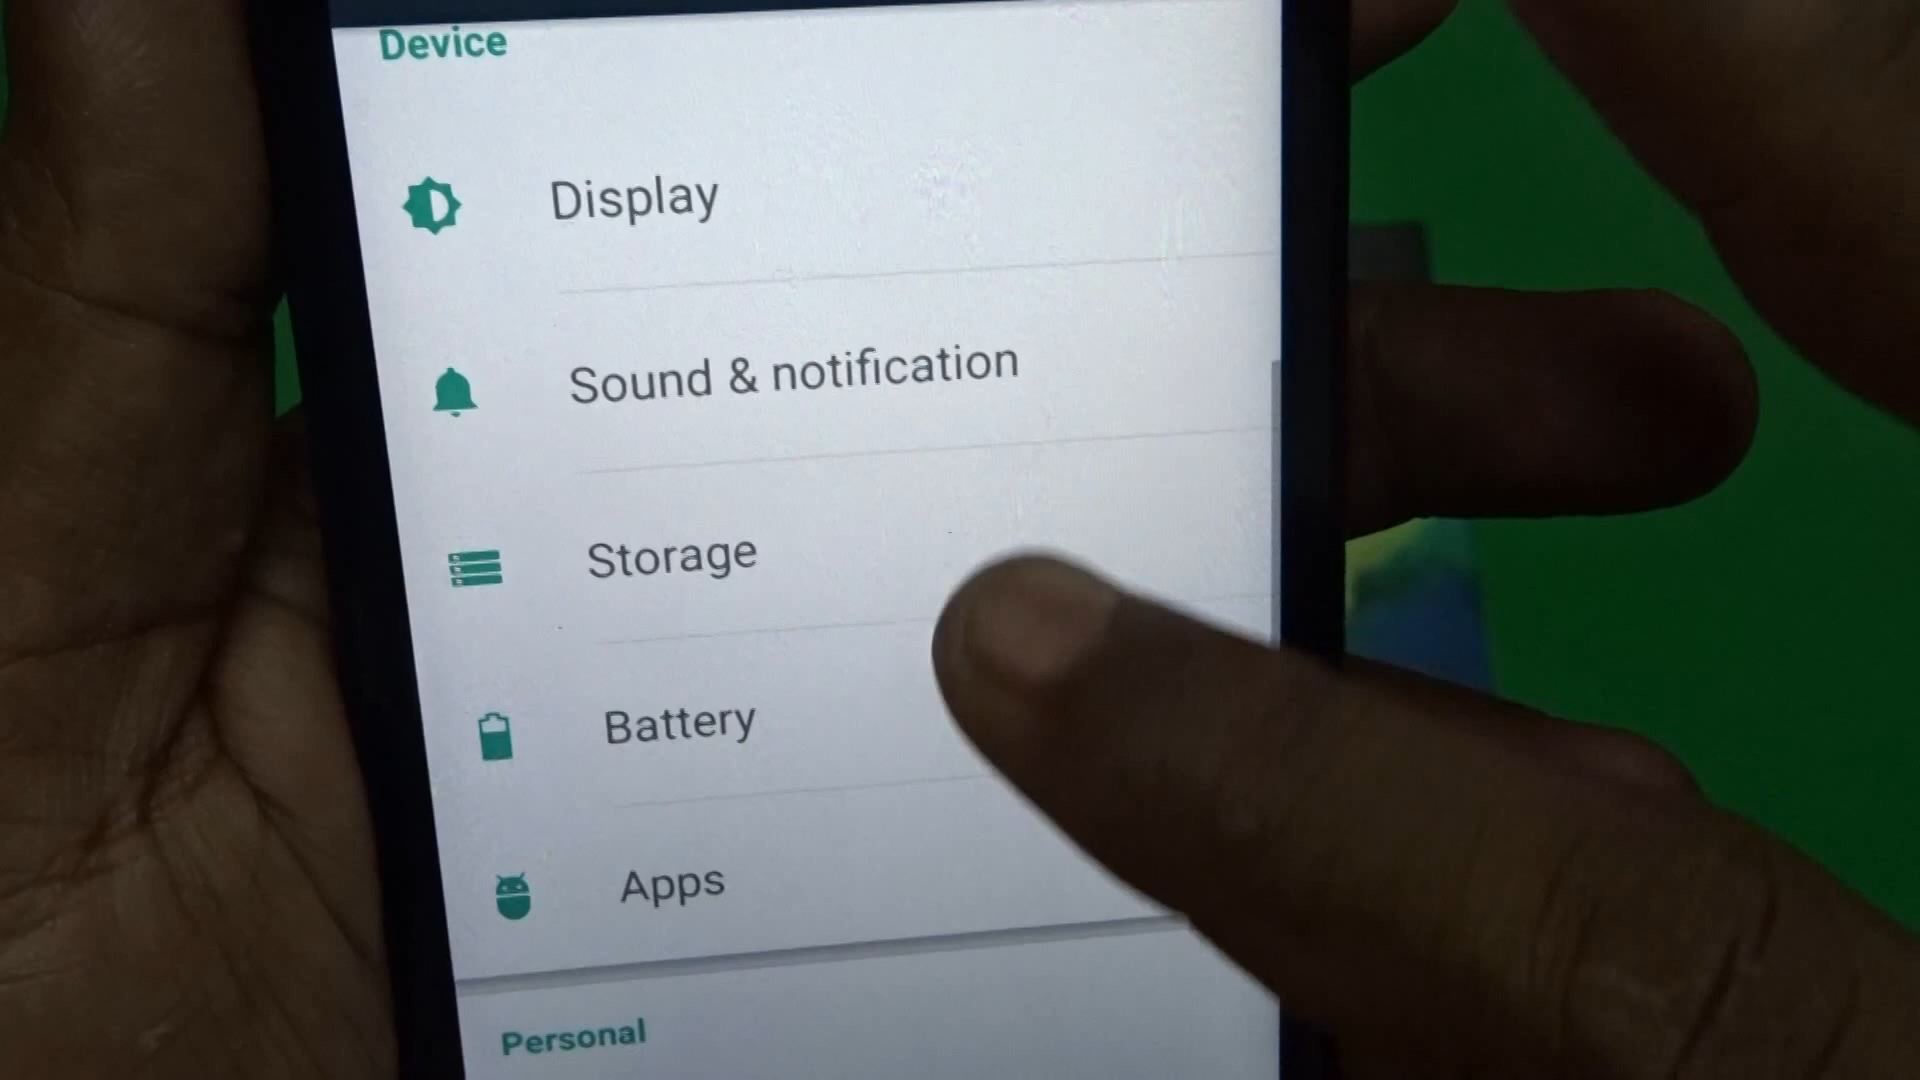 Device
Display
Sound & notification
Storage
Battery
Apps
Personal